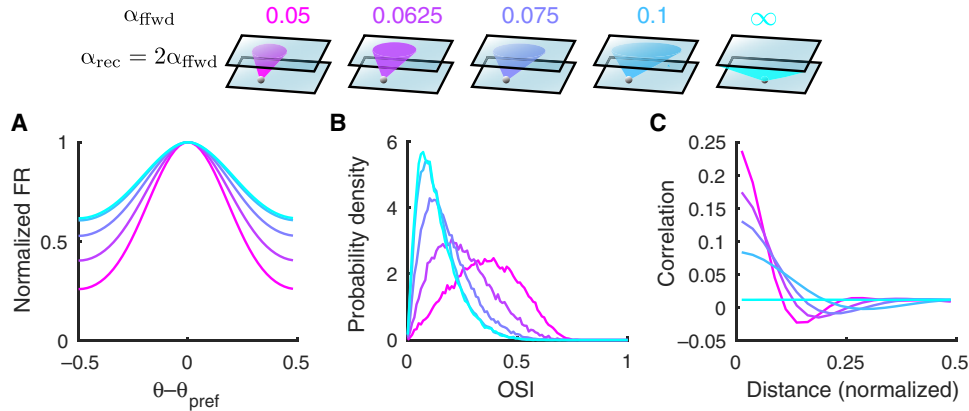 α_ffwd 0.05 0.0625 0.075 0.1 ∞
α_rec = 2α_ffwd
A
Normalized FR
1
0.5
0
−0.5 0 0.5
θ−θ_pref
B
Probability density
6
4
2
0
0 0.5 1
OSI
C
Correlation
0.25
0.20
0.15
0.10
0.05
0
−0.05
0 0.25 0.5
Distance (normalized)